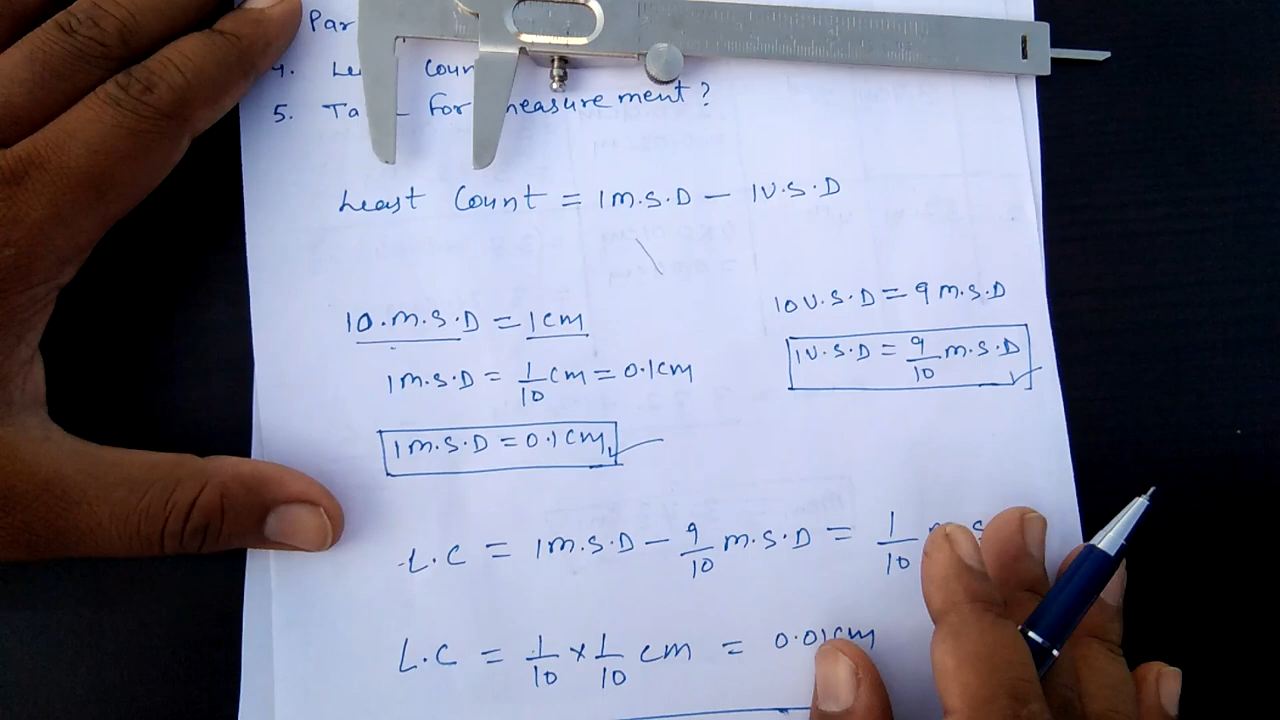 Par
4. Le Coun
5. Ta For measurement?
Least Count = 1 M.S.D – 1 V.S.D
10.M.S.D = 1 cm
1 M.S.D = 1/10 cm = 0.1 cm
1 M.S.D = 0.1 cm
10 V.S.D = 9 M.S.D
1 V.S.D = 9/10 M.S.D
L.C = 1 M.S.D – 9/10 M.S.D = 1/10 M.S
L.C = 1/10 × 1/10 cm = 0.01 cm